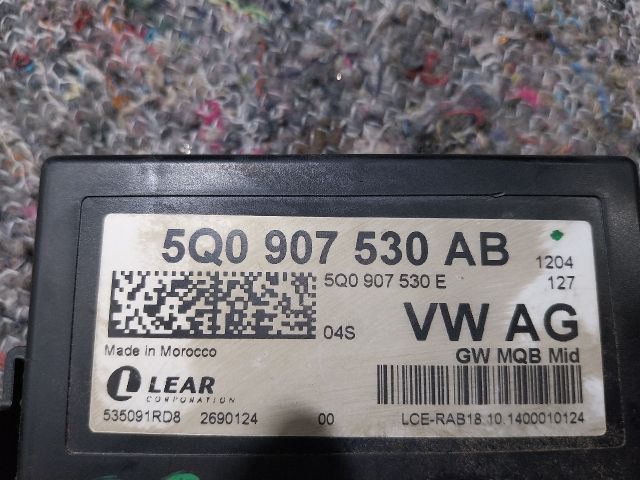 5Q0 907 530 AB
1204
5Q0 907 530 E
127
04S
VW AG
Made in Morocco
GW MQB Mid
LEAR
CORPORATION
535091RD8 2690124 00 LCE-RAB18.10.1400010124